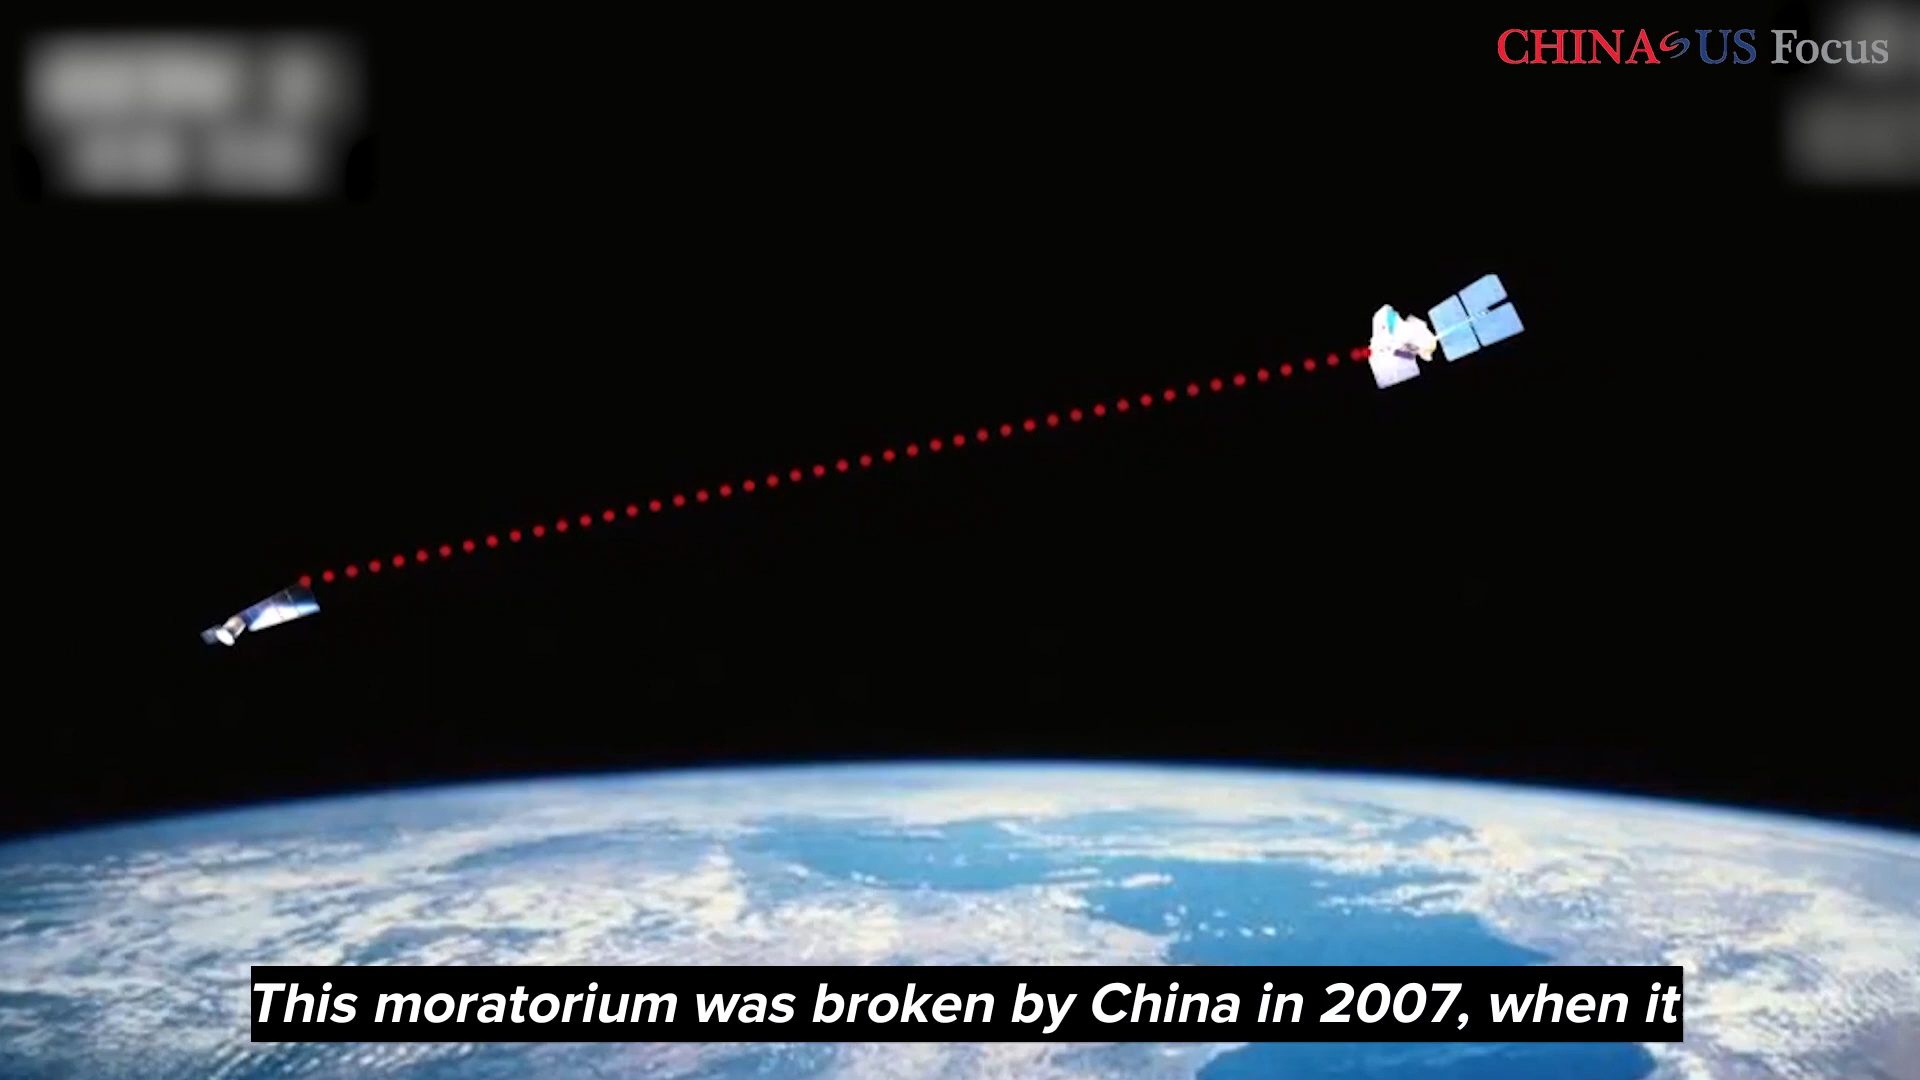 CHINA US Focus
This moratorium was broken by China in 2007, when it